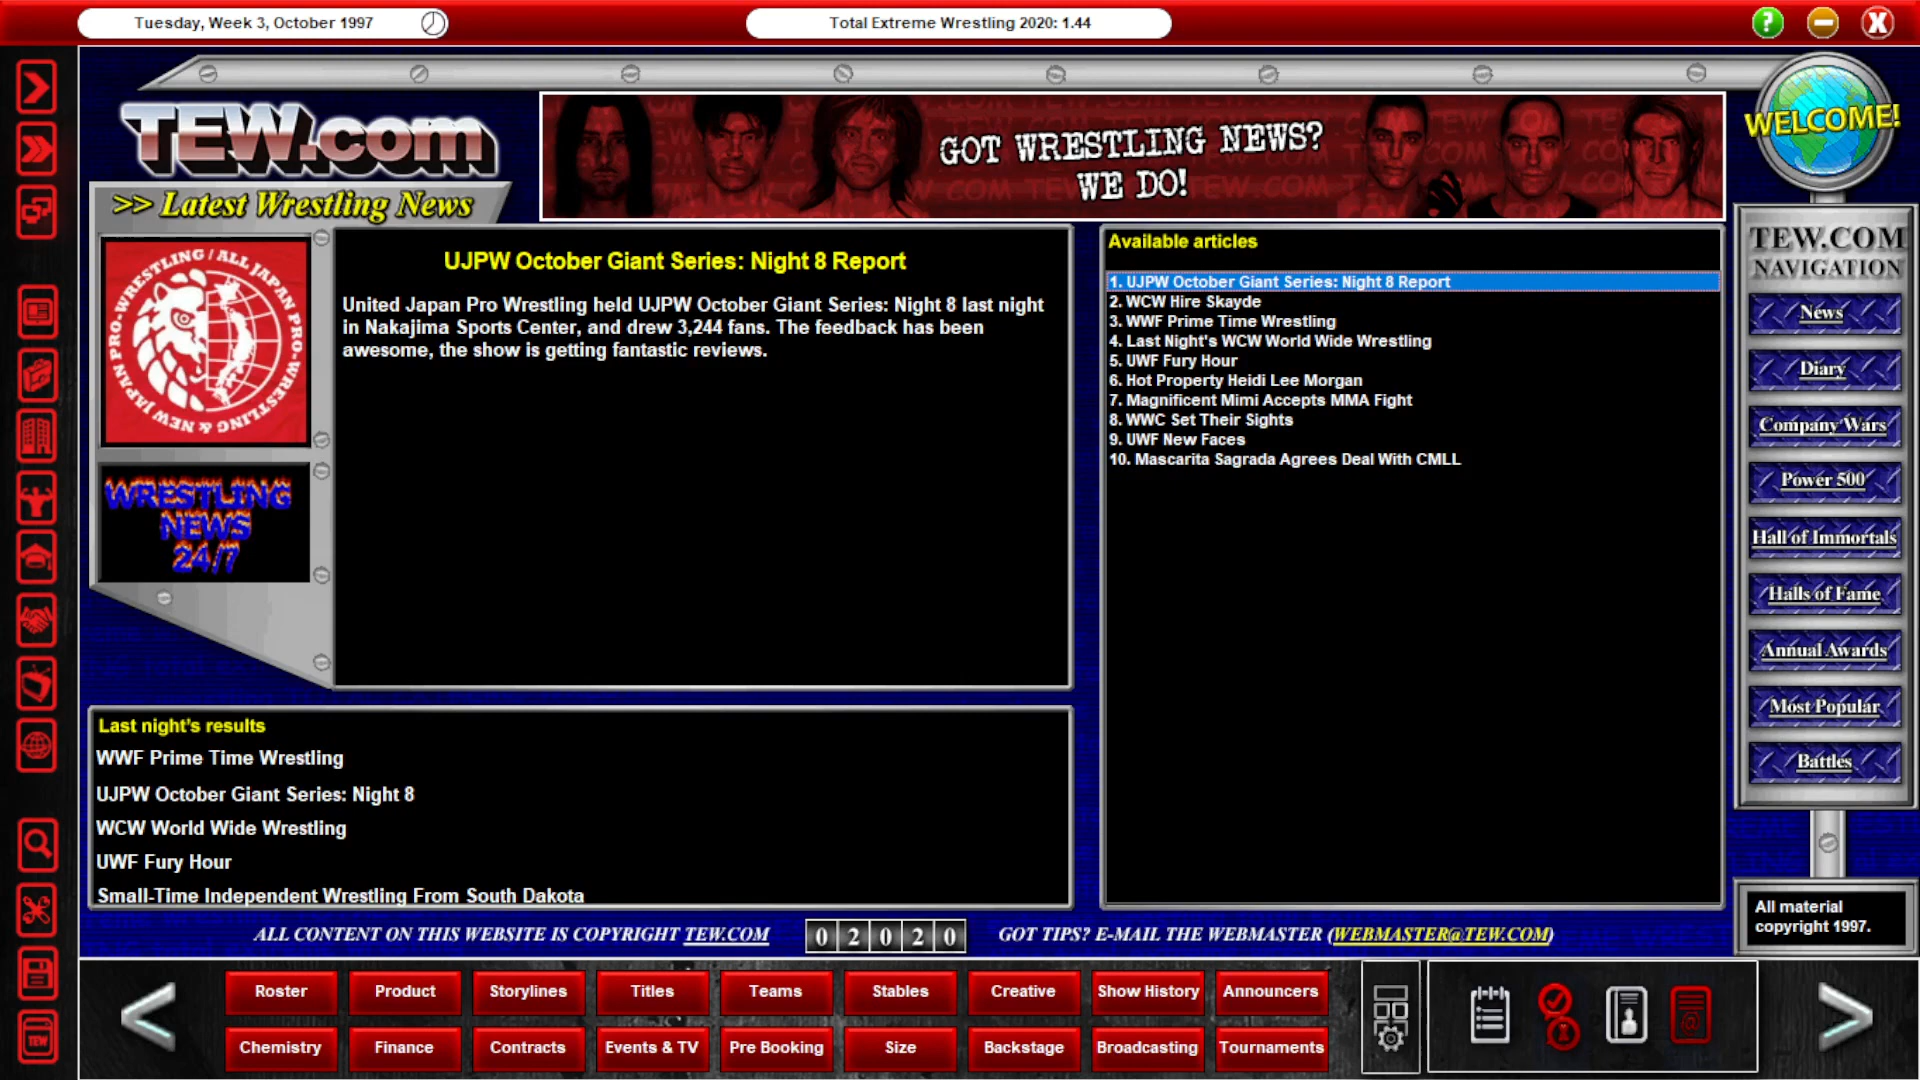 Tuesday, Week 3, October 1997
Total Extreme Wrestling 2020: 1.44
TEW.com
>> Latest Wrestling News
GOT WRESTLING NEWS?
WE DO!
WELCOME!
ALL JAPAN PRO-WRESTLING & NEW JAPAN PRO-WRESTLING /
WRESTLING
NEWS
24/7
UJPW October Giant Series: Night 8 Report
United Japan Pro Wrestling held UJPW October Giant Series: Night 8 last night
in Nakajima Sports Center, and drew 3,244 fans. The feedback has been
awesome, the show is getting fantastic reviews.
Available articles
1. UJPW October Giant Series: Night 8 Report
2. WCW Hire Skayde
3. WWF Prime Time Wrestling
4. Last Night's WCW World Wide Wrestling
5. UWF Fury Hour
6. Hot Property Heidi Lee Morgan
7. Magnificent Mimi Accepts MMA Fight
8. WWC Set Their Sights
9. UWF New Faces
10. Mascarita Sagrada Agrees Deal With CMLL
TEW.COM
NAVIGATION
News
Diary
Company Wars
Power 500
Hall of Immortals
Halls of Fame
Annual Awards
Most Popular
Battles
Last night's results
WWF Prime Time Wrestling
UJPW October Giant Series: Night 8
WCW World Wide Wrestling
UWF Fury Hour
Small-Time Independent Wrestling From South Dakota
All material
copyright 1997.
ALL CONTENT ON THIS WEBSITE IS COPYRIGHT TEW.COM
0 2 0 2 0
GOT TIPS? E-MAIL THE WEBMASTER (WEBMASTER@TEW.COM)
Roster Product Storylines Titles Teams Stables Creative Show History Announcers
Chemistry Finance Contracts Events & TV Pre Booking Size Backstage Broadcasting Tournaments
TEW